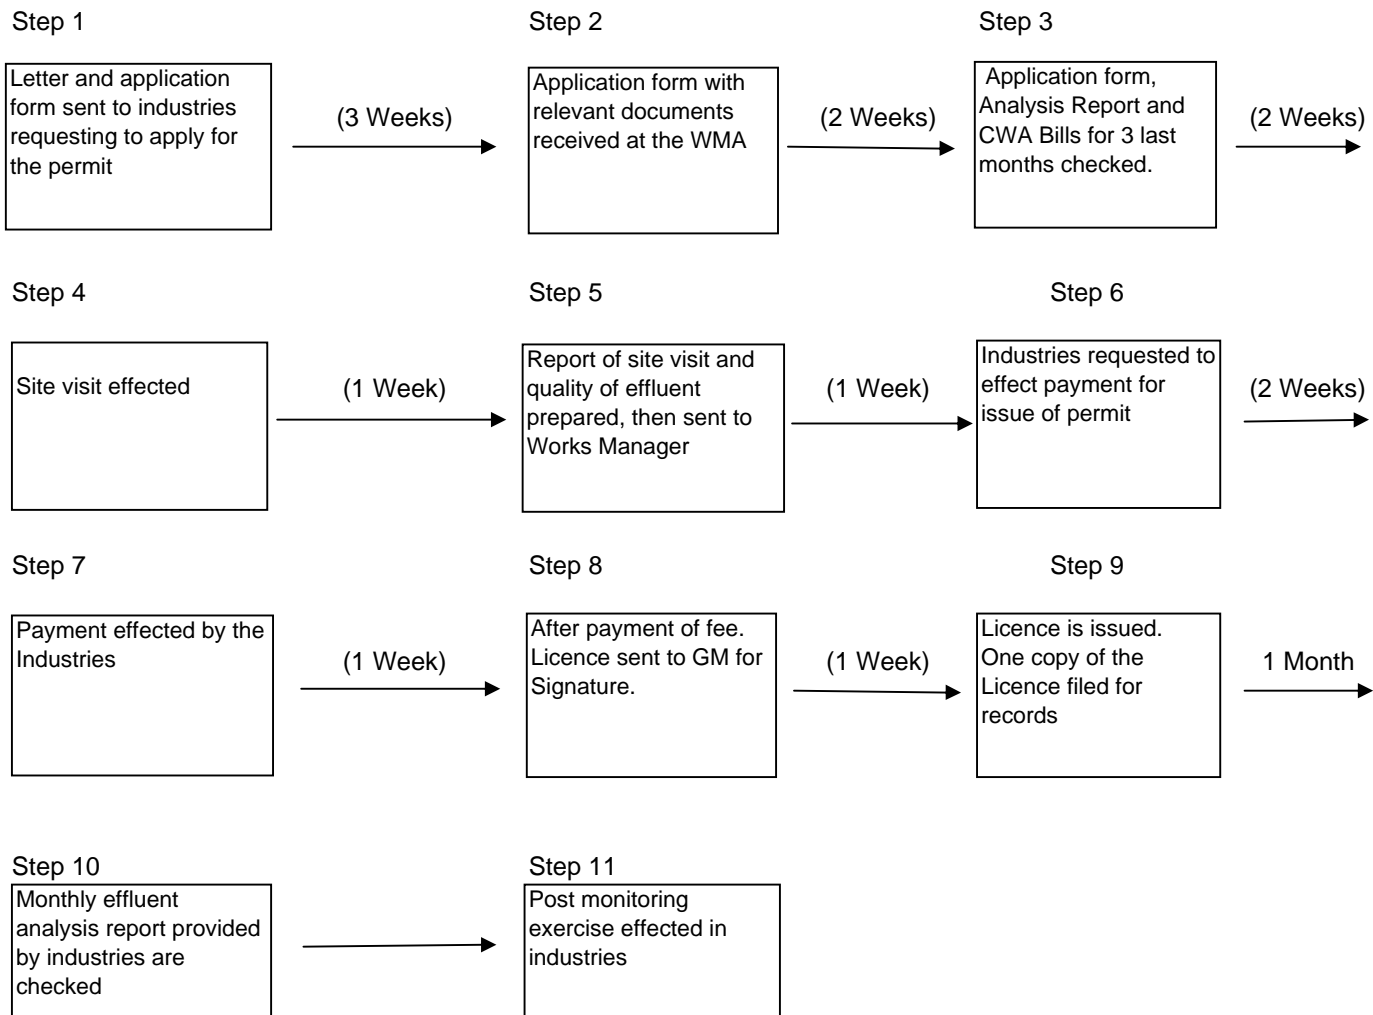 Step 1
Step 2
Step 3
Letter and application
form sent to industries
requesting to apply for
the permit
(3 Weeks)
Application form with
relevant documents
received at the WMA
(2 Weeks)
Application form,
Analysis Report and
CWA Bills for 3 last
months checked.
(2 Weeks)
Step 4
Step 5
Step 6
Site visit effected
(1 Week)
Report of site visit and
quality of effluent
prepared, then sent to
Works Manager
(1 Week)
Industries requested to
effect payment for
issue of permit
(2 Weeks)
Step 7
Step 8
Step 9
Payment effected by the
Industries
(1 Week)
After payment of fee.
Licence sent to GM for
Signature.
(1 Week)
Licence is issued.
One copy of the
Licence filed for
records
1 Month
Step 10
Step 11
Monthly effluent
analysis report provided
by industries are
checked
Post monitoring
exercise effected in
industries